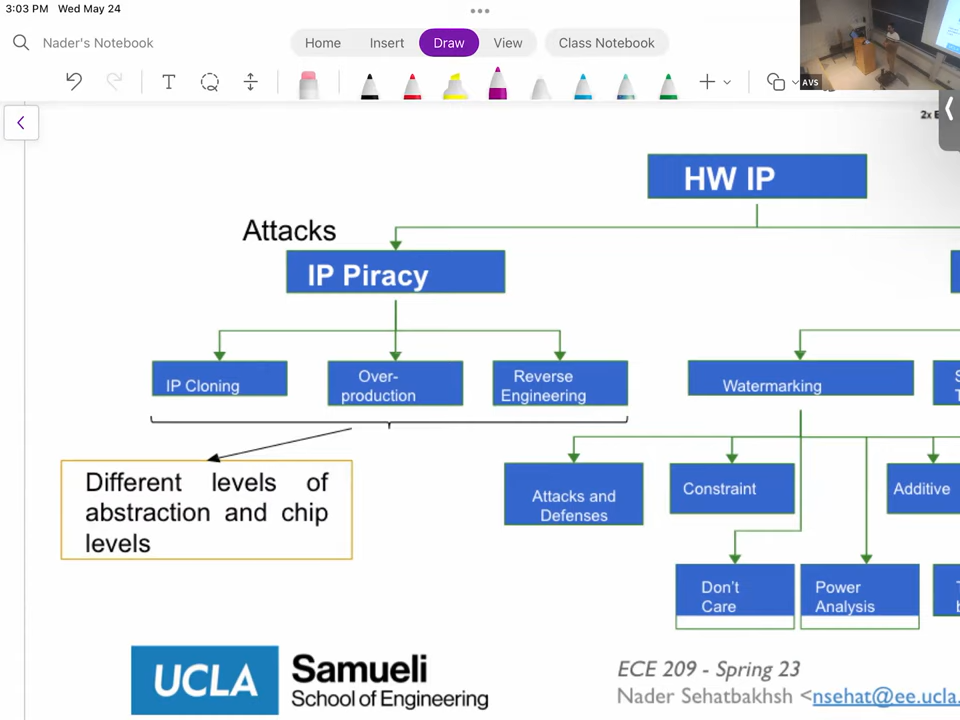 3:03 PM Wed May 24
Nader's Notebook
Home Insert Draw View Class Notebook
T
AVS
2x
HW IP
Attacks
IP Piracy
IP Cloning
Over-
production
Reverse
Engineering
Watermarking
Different levels of
abstraction and chip
levels
Attacks and
Defenses
Constraint
Additive
Don't
Care
Power
Analysis
UCLA
Samueli
School of Engineering
ECE 209 - Spring 23
Nader Sehatbakhsh <nsehat@ee.ucla.